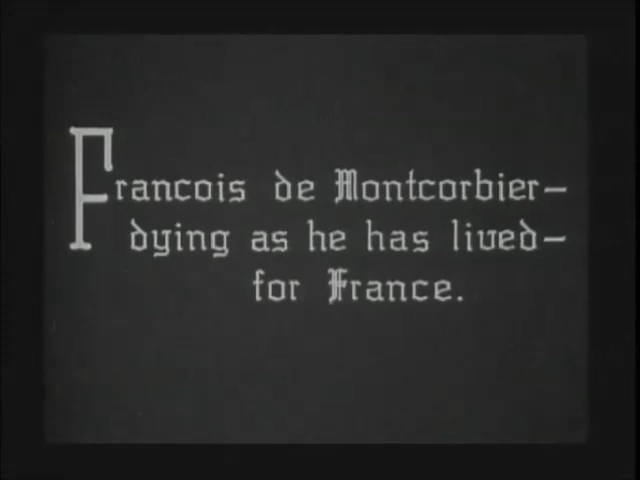 Francois de Montcorbier—
dying as he has lived—
for France.